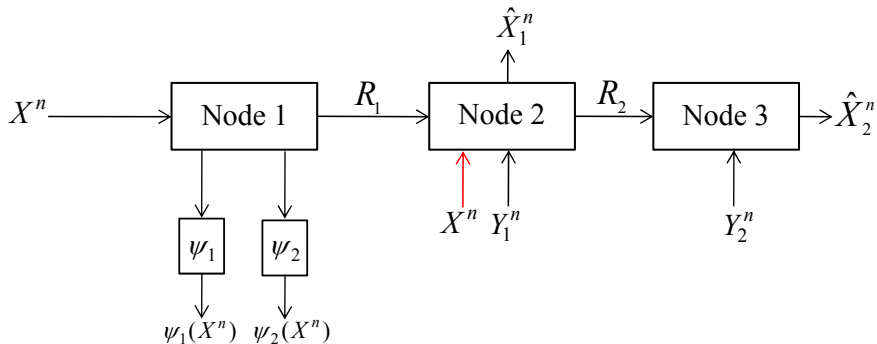 X̂₁ⁿ
Xⁿ Node 1 R₁ Node 2 R₂ Node 3 X̂₂ⁿ
Xⁿ Y₁ⁿ Y₂ⁿ
ψ₁ ψ₂
ψ₁(Xⁿ) ψ₂(Xⁿ)